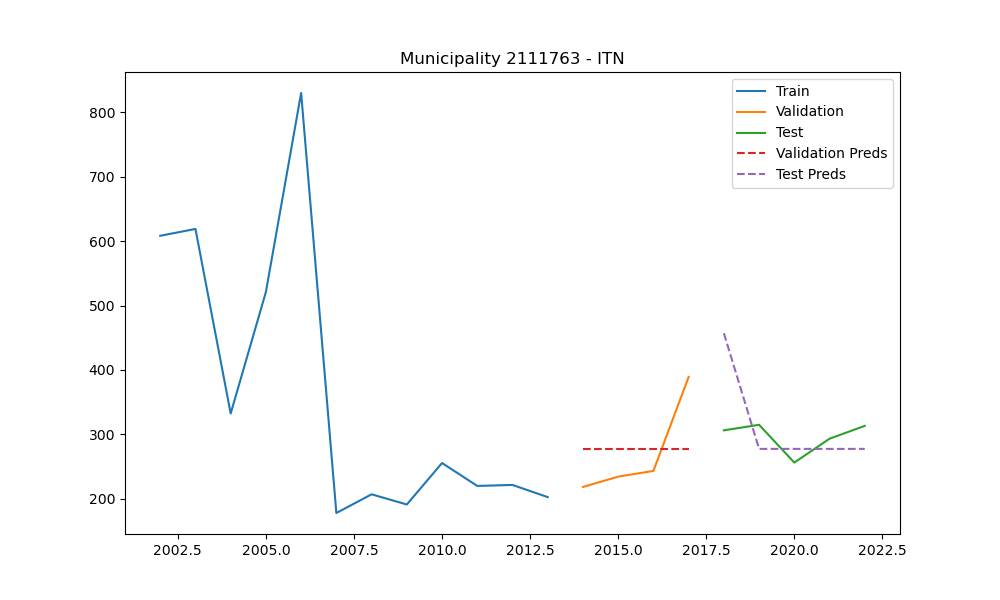 Municipality 2111763 - ITN
Train
Validation
Test
Validation Preds
Test Preds
800
700
600
500
400
300
200
2002.5 2005.0 2007.5 2010.0 2012.5 2015.0 2017.5 2020.0 2022.5